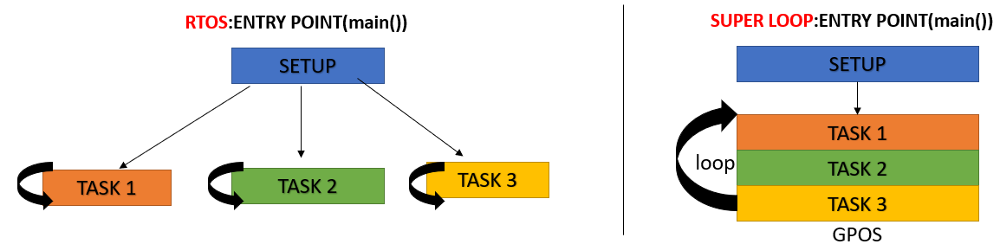 RTOS:ENTRY POINT(main())
SETUP
TASK 1
TASK 2
TASK 3
SUPER LOOP:ENTRY POINT(main())
SETUP
loop
TASK 1
TASK 2
TASK 3
GPOS